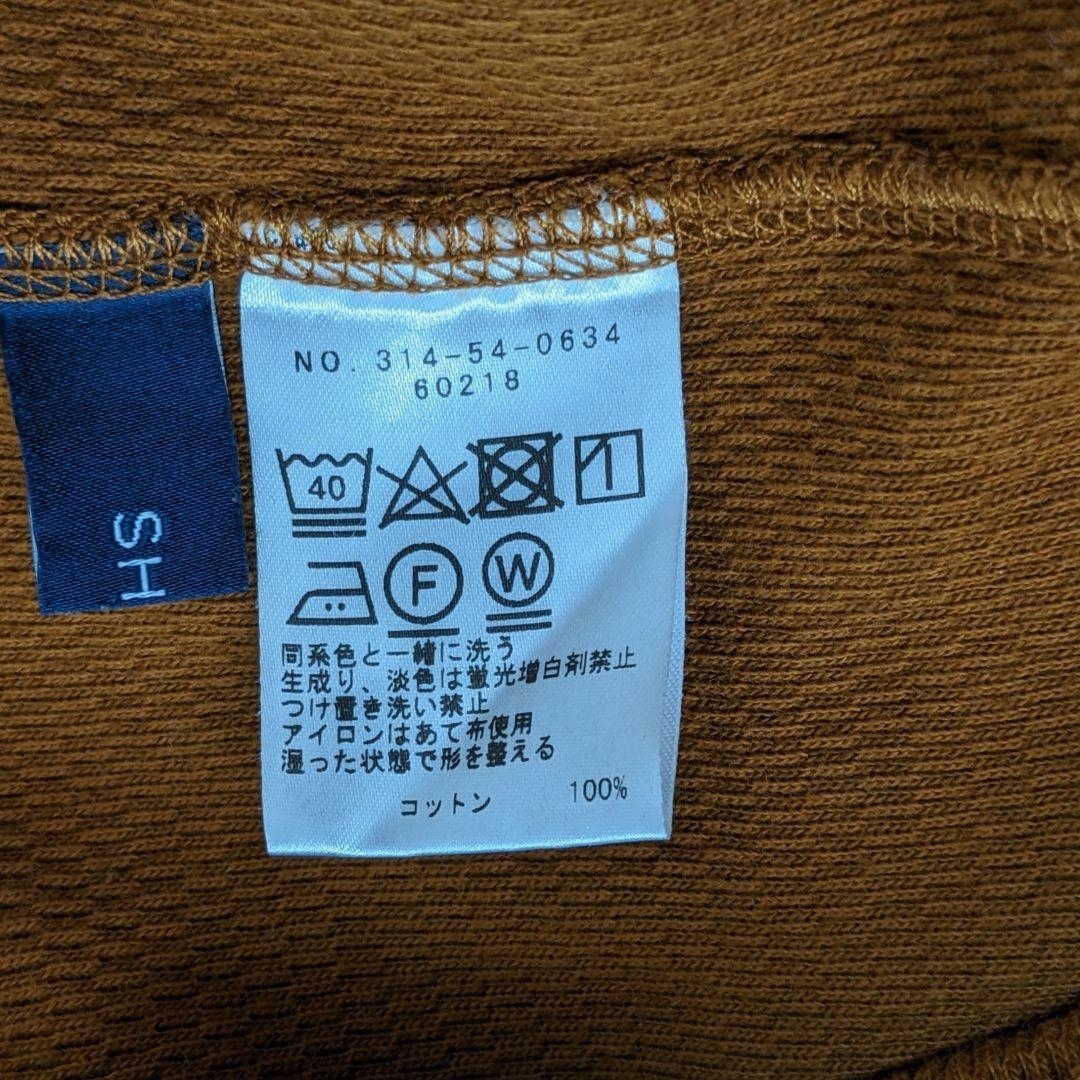 NO. 314-54-0634
60218
40
F
W
同系色と一緒に洗う
生成り、淡色は蛍光増白剤禁止
つけ置き洗い禁止
アイロンはあて布使用
湿った状態で形を整える
コットン 100%
SH